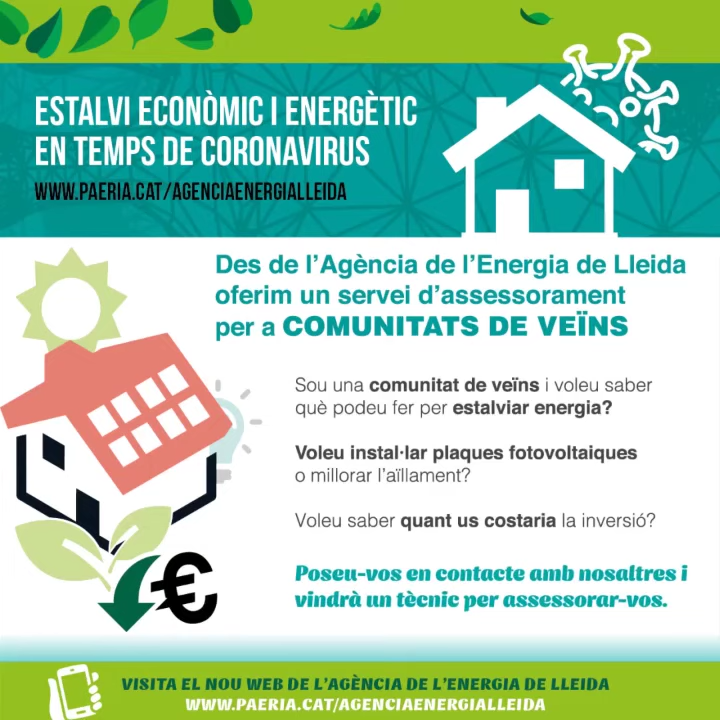 ESTALVI ECONÒMIC I ENERGÈTIC
EN TEMPS DE CORONAVIRUS
WWW.PAERIA.CAT/AGENCIAENERGIALLEIDA
Des de l'Agència de l'Energia de Lleida
oferim un servei d'assessorament
per a COMUNITATS DE VEÏNS
Sou una comunitat de veïns i voleu saber
què podeu fer per estalviar energia?
Voleu instal·lar plaques fotovoltaiques
o millorar l'aïllament?
Voleu saber quant us costaria la inversió?
Poseu-vos en contacte amb nosaltres i
vindrà un tècnic per assessorar-vos.
€
VISITA EL NOU WEB DE L'AGÈNCIA DE L'ENERGIA DE LLEIDA
WWW.PAERIA.CAT/AGENCIAENERGIALLEIDA